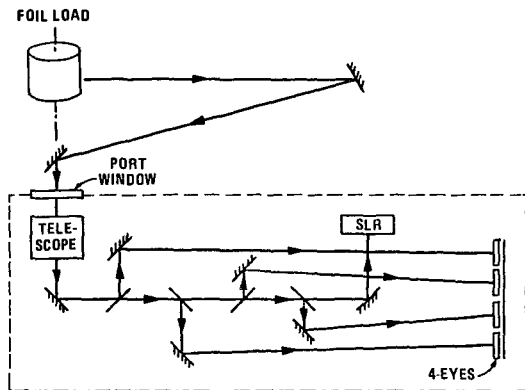 FOIL LOAD
PORT
WINDOW
TELE-
SCOPE
SLR
4-EYES